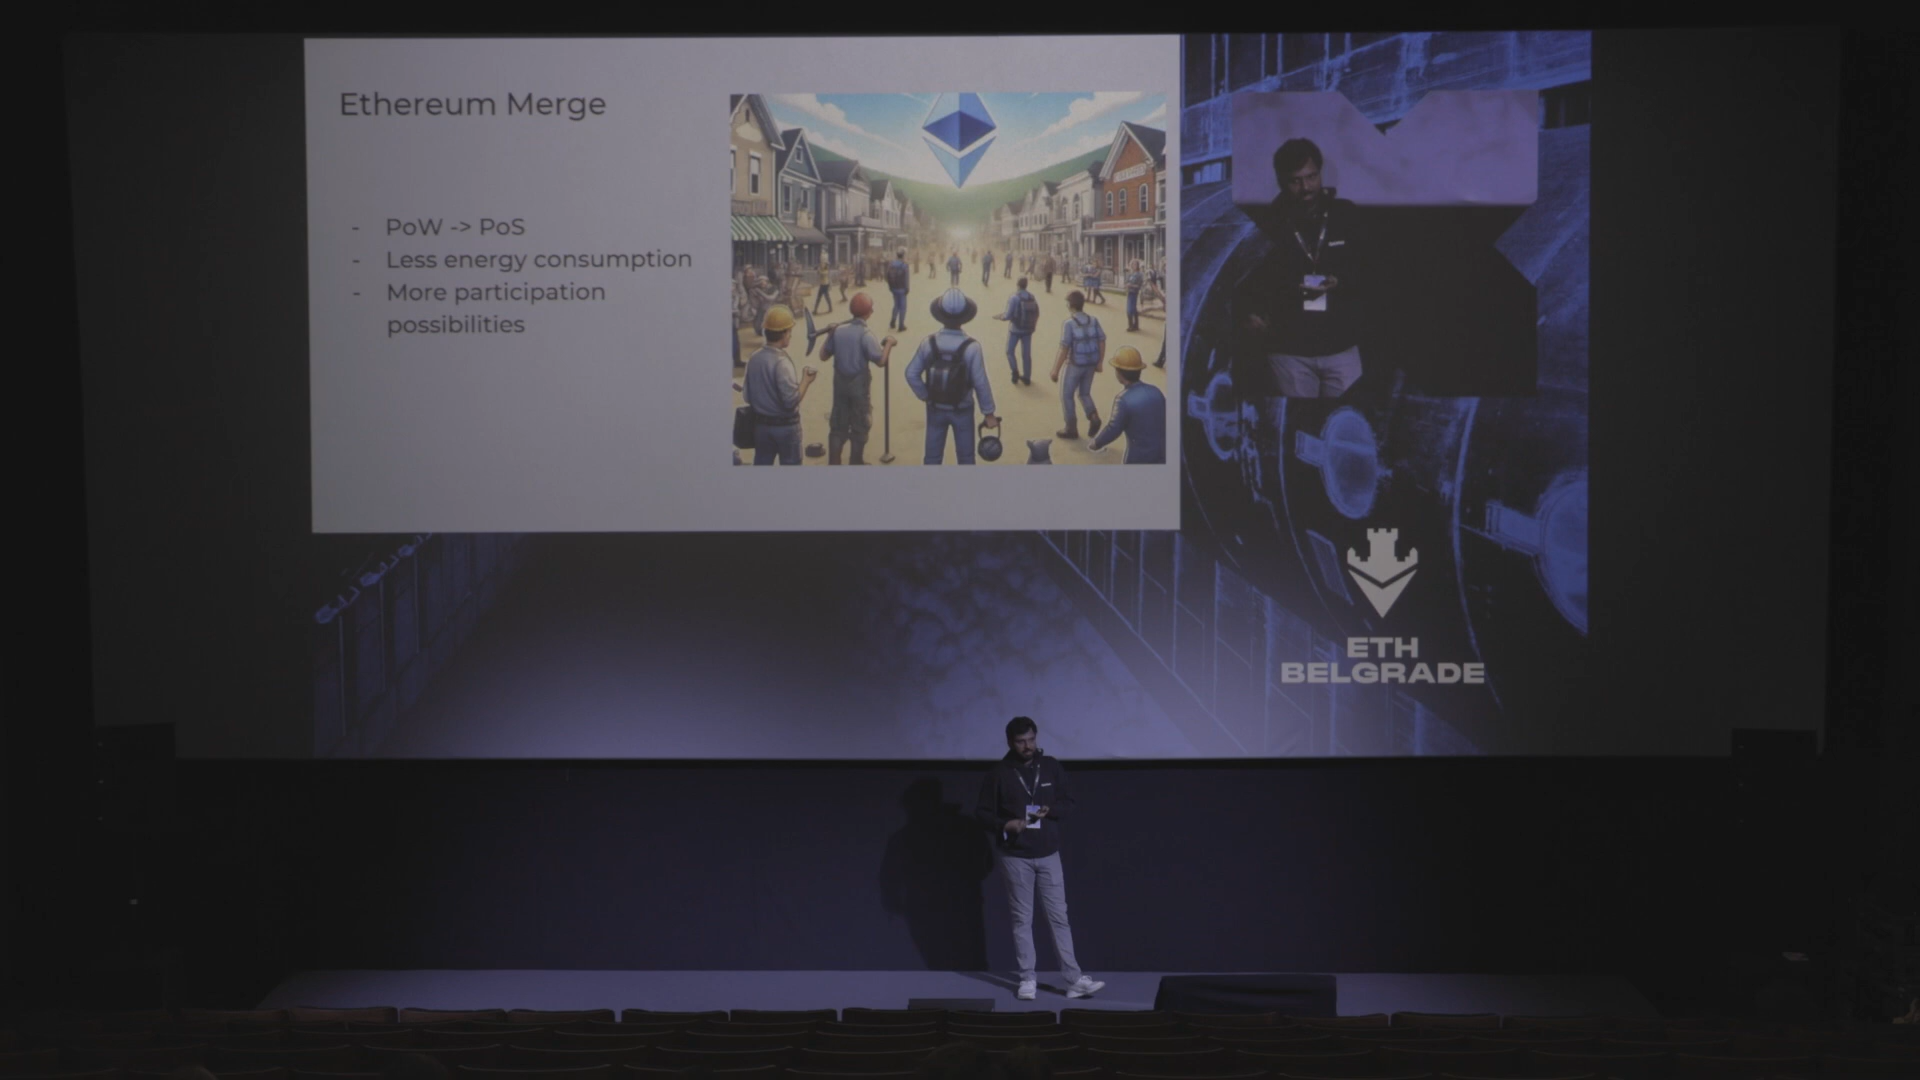 Ethereum Merge
- PoW -> PoS
- Less energy consumption
- More participation
possibilities
ETH
BELGRADE